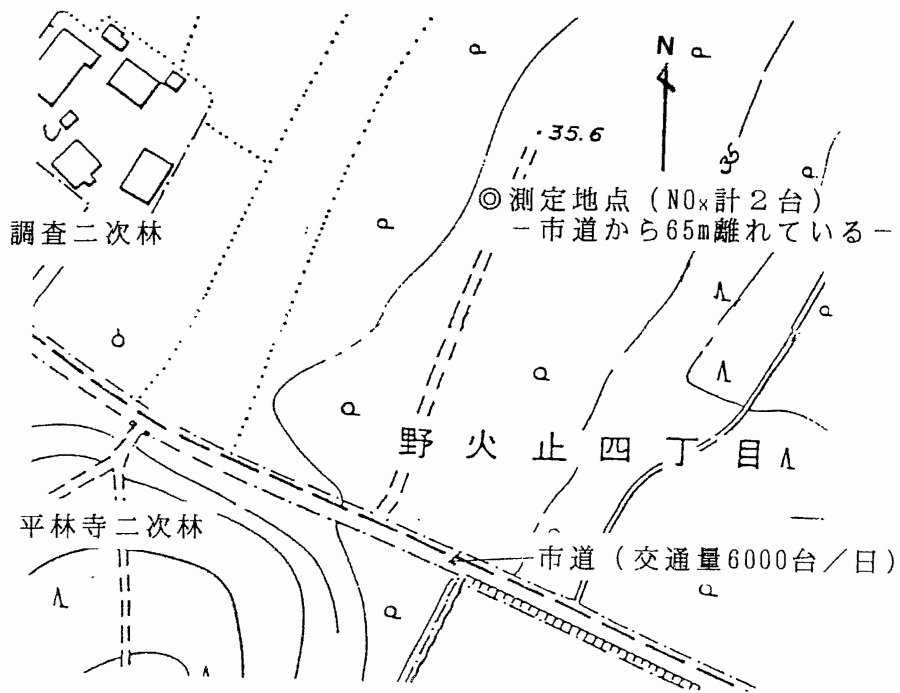 N
35.6
35
◎測定地点（NOx計2台）
－市道から65m離れている－
調査二次林
野火止四丁目
平林寺二次林
市道（交通量6000台／日）